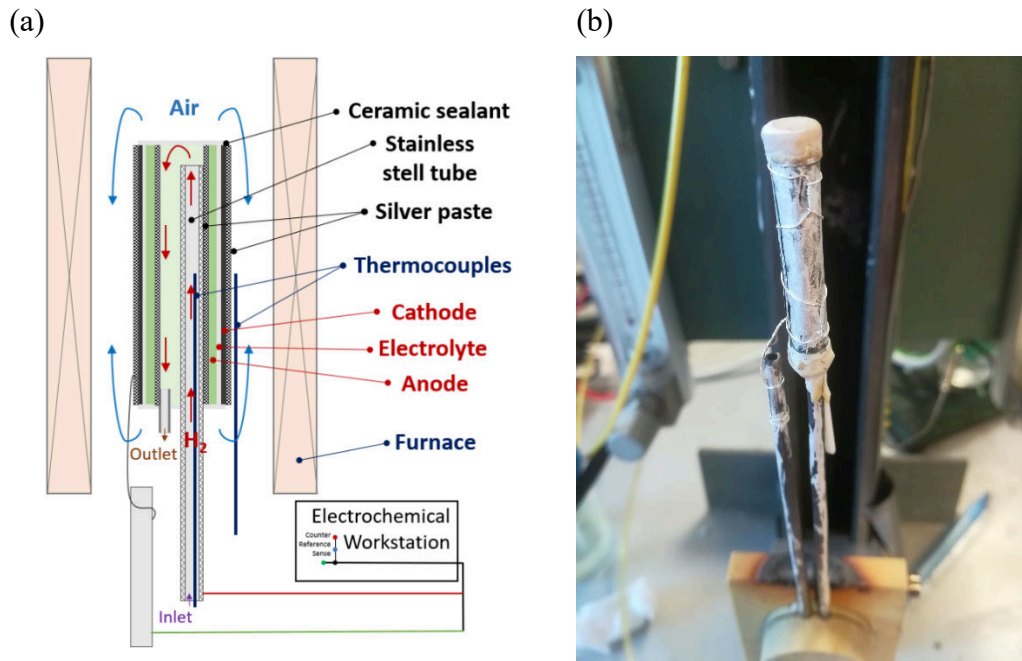 (a)
(b)
Air
Ceramic sealant
Stainless
stell tube
Silver paste
Thermocouples
Cathode
Electrolyte
Anode
H2
Furnace
Outlet
Electrochemical
Workstation
Counter
Reference
Sense
Inlet